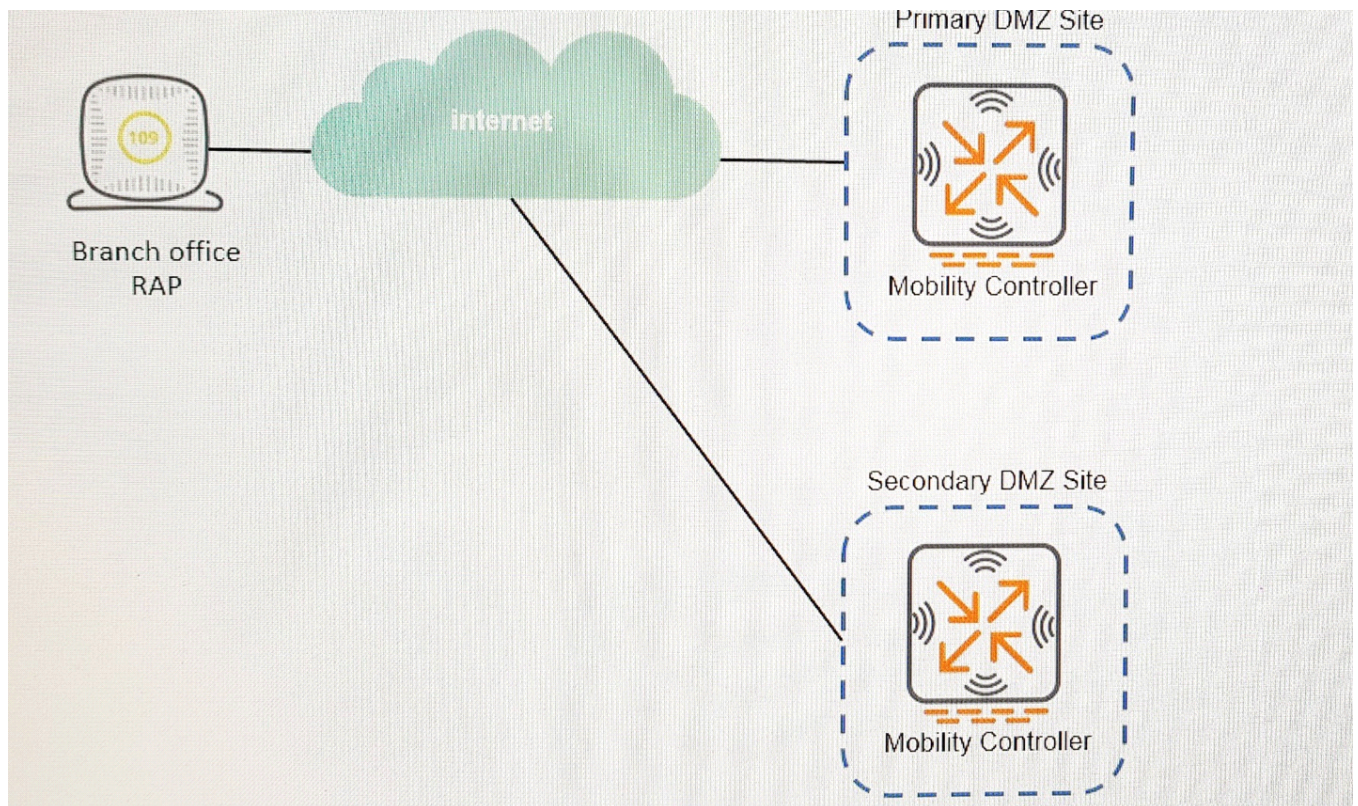 Primary DMZ Site
internet
109
Branch office
RAP
Mobility Controller
Secondary DMZ Site
Mobility Controller